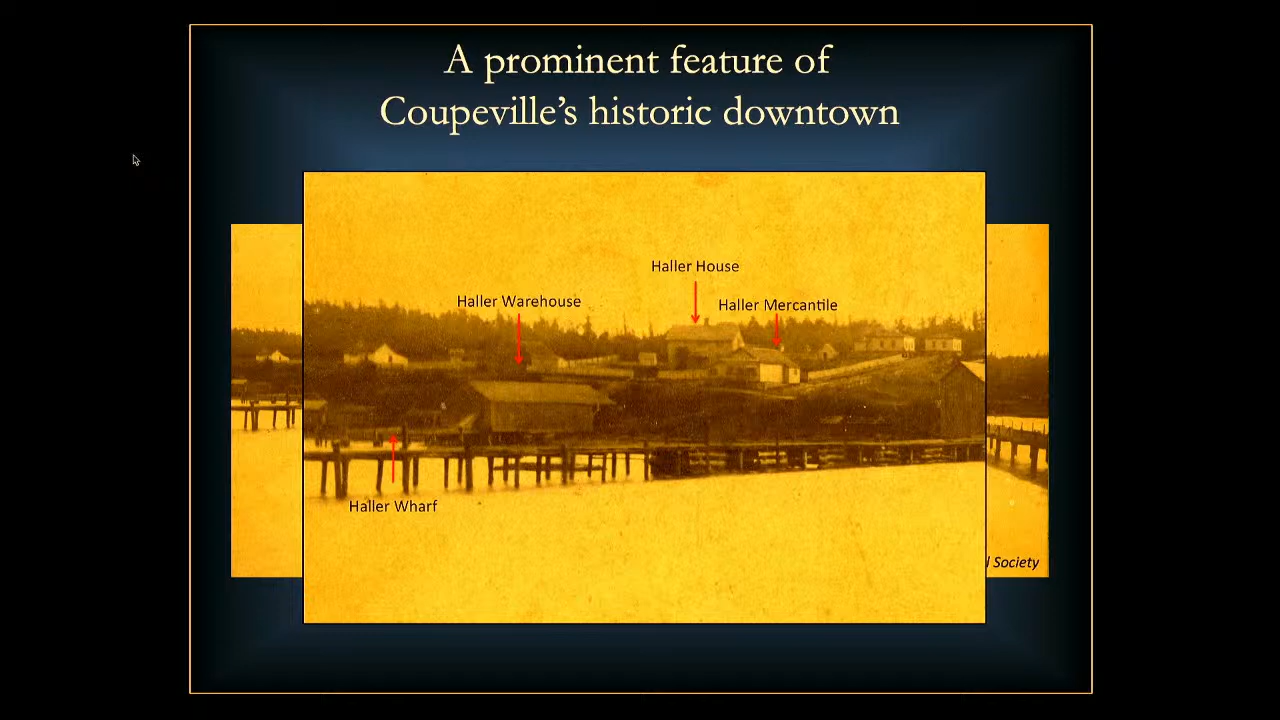 A prominent feature of
Coupeville's historic downtown
Haller House
Haller Warehouse
Haller Mercantile
Haller Wharf
Society